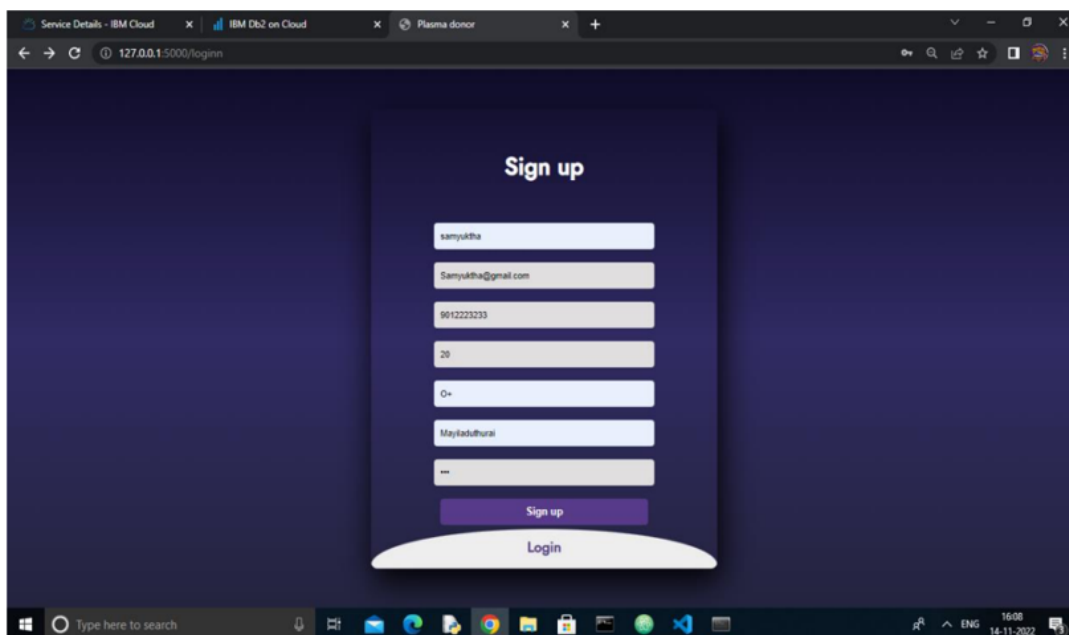 Service Details - IBM Cloud
IBM Db2 on Cloud
Plasma donor
127.0.0.1:5000/loginn
Sign up
samyuktha
Samyuktha@gmail.com
9012223233
20
O+
Mayiladuthurai
•••
Sign up
Login
Type here to search
ENG
16:08
14-11-2022
3